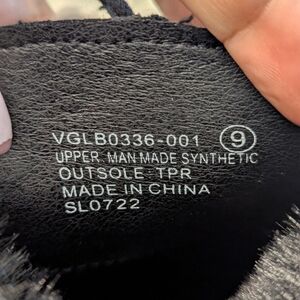 VGLB0336-001 9
UPPER MAN MADE SYNTHETIC
OUTSOLE TPR
MADE IN CHINA
SL0722